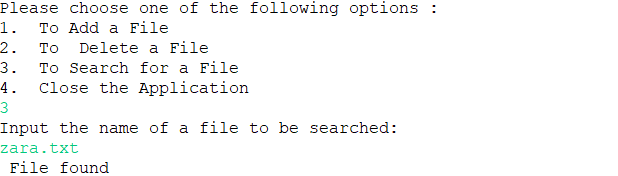 Please choose one of the following options :
1.  To Add a File
2.  To  Delete a File
3.  To Search for a File
4.  Close the Application
3
Input the name of a file to be searched:
zara.txt
 File found